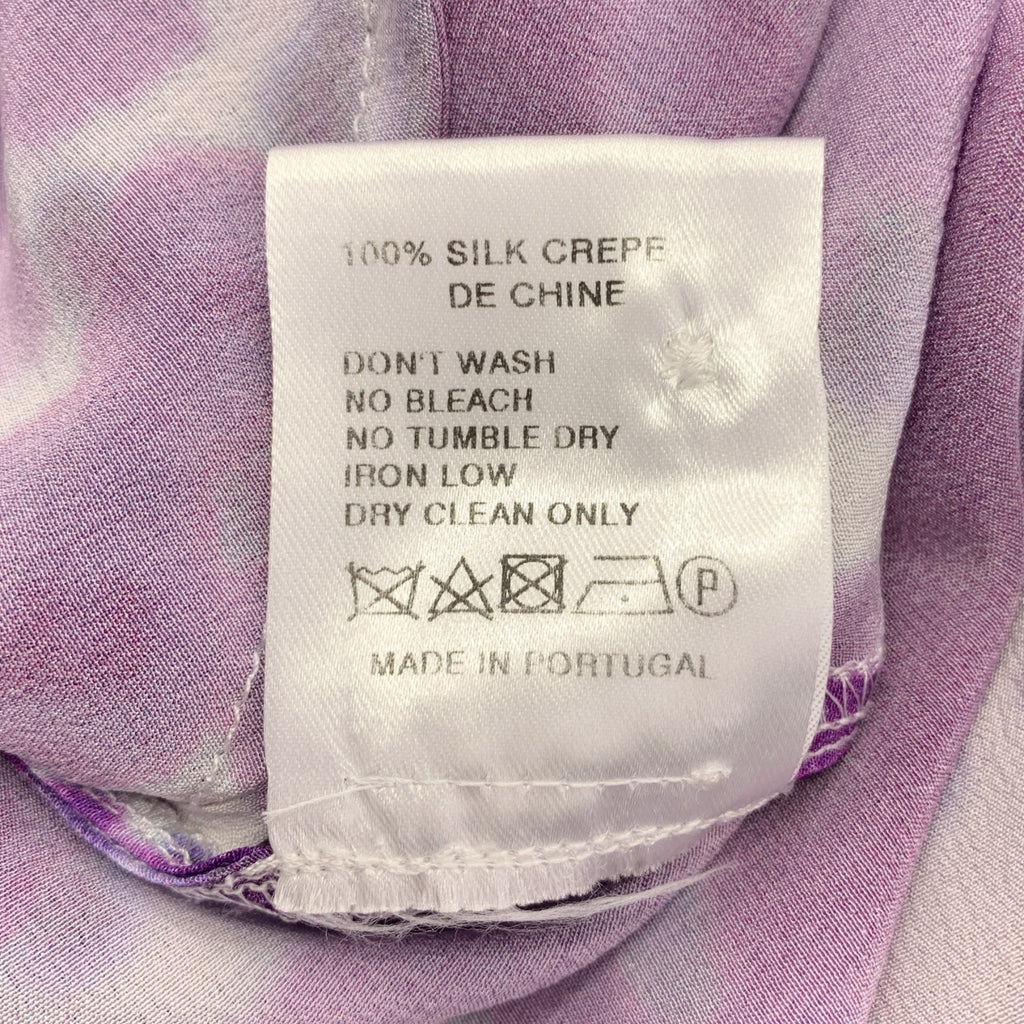 100% SILK CREPE
DE CHINE
DON'T WASH
NO BLEACH
NO TUMBLE DRY
IRON LOW
DRY CLEAN ONLY
P
MADE IN PORTUGAL